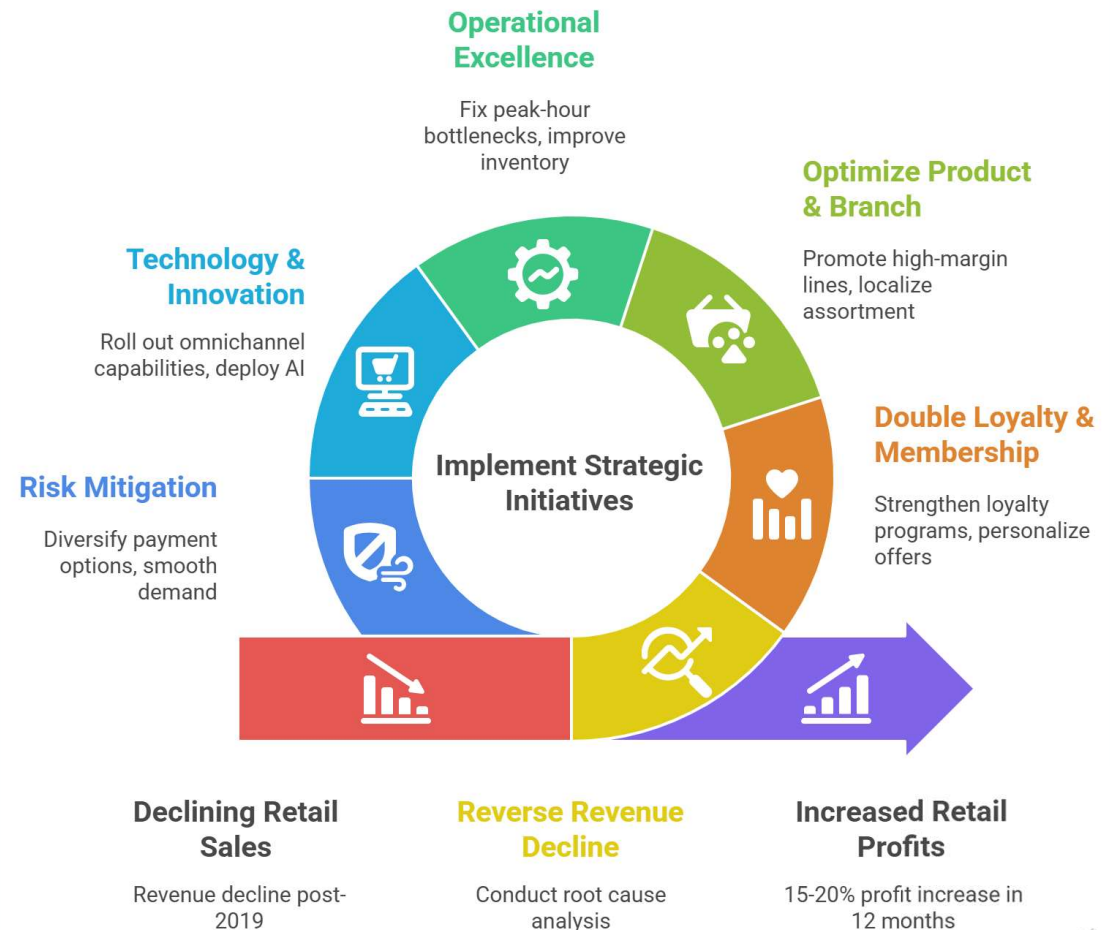 Operational
Excellence
Fix peak-hour
bottlenecks, improve
inventory
Optimize Product
& Branch
Promote high-margin
lines, localize
assortment
Technology &
Innovation
Roll out omnichannel
capabilities, deploy AI
Double Loyalty &
Membership
Strengthen loyalty
programs, personalize
offers
Implement Strategic
Initiatives
Risk Mitigation
Diversify payment
options, smooth
demand
Declining Retail
Sales
Revenue decline post-
2019
Reverse Revenue
Decline
Conduct root cause
analysis
Increased Retail
Profits
15-20% profit increase in
12 months